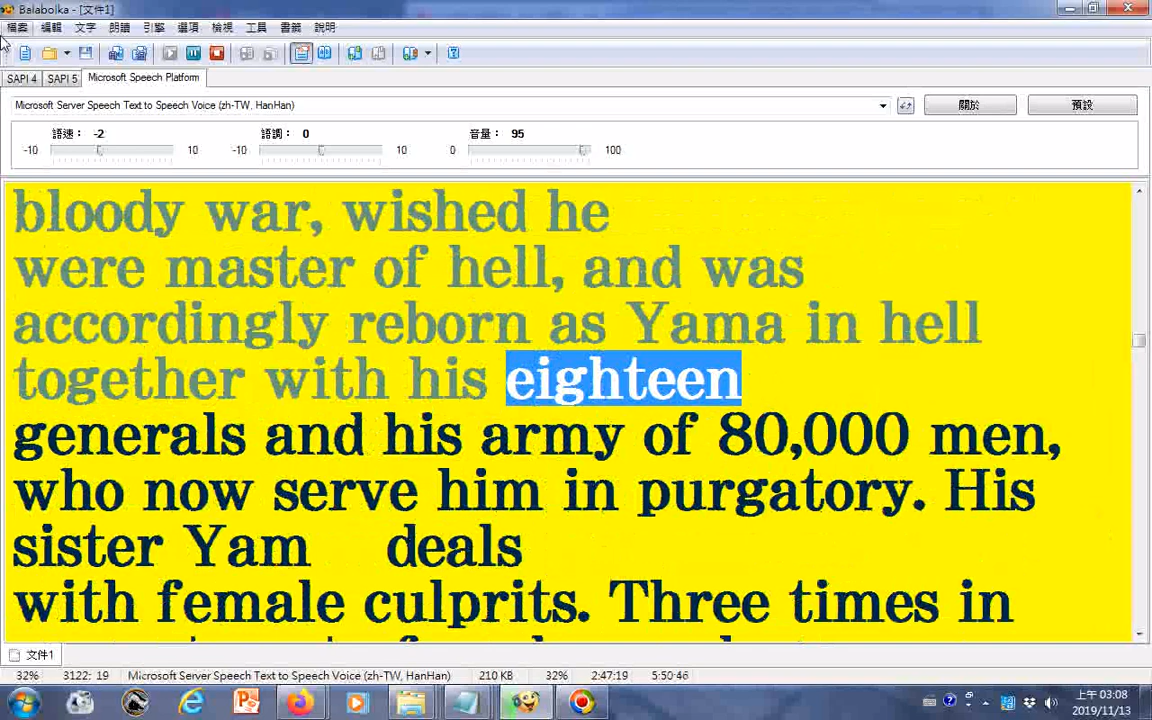 Balabolka - [文件1]
檔案 編輯 文字 朗讀 引擎 選項 檢視 工具 書籤 說明
SAPI 4 SAPI 5 Microsoft Speech Platform
Microsoft Server Speech Text to Speech Voice (zh-TW, HanHan) 關於 預設
語速： -2 語調： 0 音量： 95
-10 10 -10 10 0 100
bloody war, wished he
were master of hell, and was
accordingly reborn as Yama in hell
together with his eighteen
generals and his army of 80,000 men,
who now serve him in purgatory. His
sister Yam deals
with female culprits. Three times in
文件1
32% 3122: 19 Microsoft Server Speech Text to Speech Voice (zh-TW, HanHan) 210 KB 32% 2:47:19 5:50:46
上午 03:08
2019/11/13